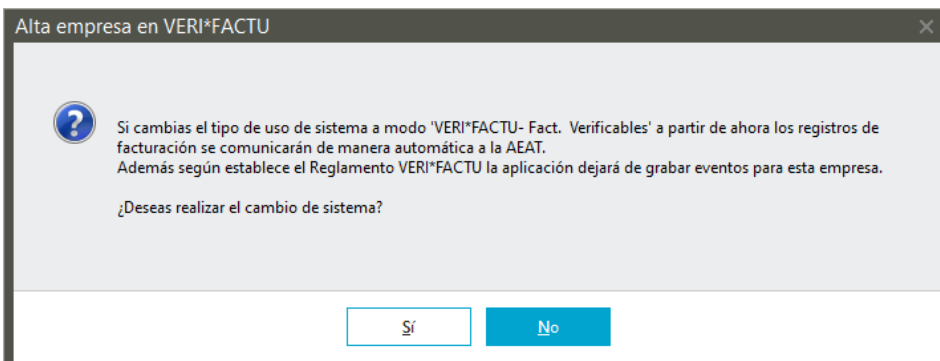 Alta empresa en VERI*FACTU
Si cambias el tipo de uso de sistema a modo 'VERI*FACTU- Fact. Verificables' a partir de ahora los registros de
facturación se comunicarán de manera automática a la AEAT.
Además según establece el Reglamento VERI*FACTU la aplicación dejará de grabar eventos para esta empresa.
¿Deseas realizar el cambio de sistema?
Sí
No